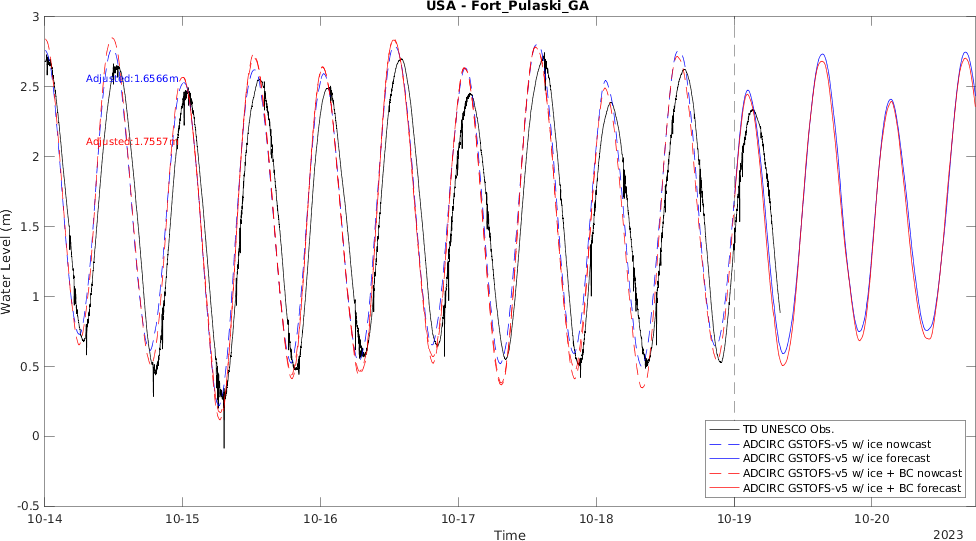 USA - Fort_Pulaski_GA
3
2.5
2
1.5
1
0.5
0
-0.5
Water Level (m)
Adjusted:1.6566m
Adjusted:1.7557m
TD UNESCO Obs.
ADCIRC GSTOFS-v5 w/ ice nowcast
ADCIRC GSTOFS-v5 w/ ice forecast
ADCIRC GSTOFS-v5 w/ ice + BC nowcast
ADCIRC GSTOFS-v5 w/ ice + BC forecast
10-14 10-15 10-16 10-17 10-18 10-19 10-20
Time
2023